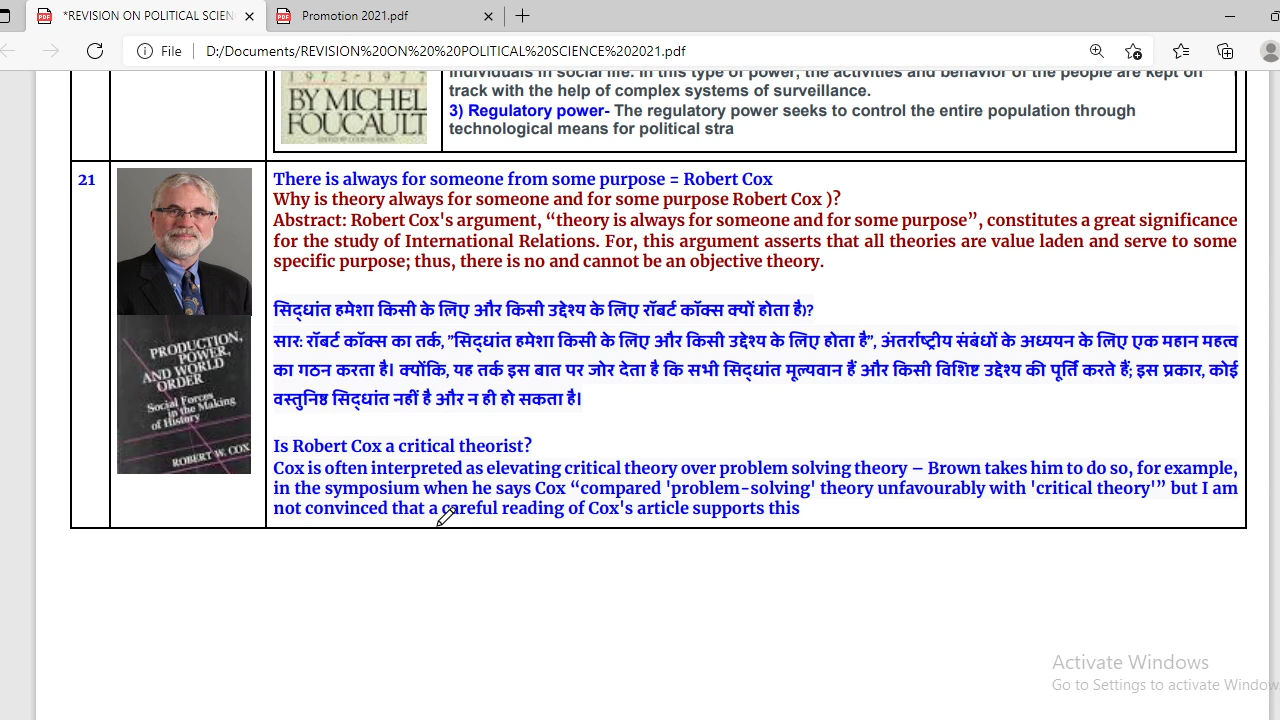 *REVISION ON POLITICAL SCIEN
Promotion 2021.pdf
File
D:/Documents/REVISION%20ON%20%20POLITICAL%20SCIENCE%202021.pdf
individuals in social life. In this type of power, the activities and behavior of the people are kept on
track with the help of complex systems of surveillance.
3) Regulatory power- The regulatory power seeks to control the entire population through
technological means for political stra
1972-1977
BY MICHEL
FOUCAULT
21
There is always for someone from some purpose = Robert Cox
Why is theory always for someone and for some purpose Robert Cox )?
Abstract: Robert Cox's argument, “theory is always for someone and for some purpose”, constitutes a great significance
for the study of International Relations. For, this argument asserts that all theories are value laden and serve to some
specific purpose; thus, there is no and cannot be an objective theory.
सिद्धांत हमेशा किसी के लिए और किसी उद्देश्य के लिए रॉबर्ट कॉक्स क्यों होता है)?
सार: रॉबर्ट कॉक्स का तर्क, ”सिद्धांत हमेशा किसी के लिए और किसी उद्देश्य के लिए होता है”, अंतर्राष्ट्रीय संबंधों के अध्ययन के लिए एक महान महत्व
का गठन करता है। क्योंकि, यह तर्क इस बात पर जोर देता है कि सभी सिद्धांत मूल्यवान हैं और किसी विशिष्ट उद्देश्य की पूर्ति करते हैं; इस प्रकार, कोई
वस्तुनिष्ठ सिद्धांत नहीं है और न ही हो सकता है।
Is Robert Cox a critical theorist?
Cox is often interpreted as elevating critical theory over problem solving theory – Brown takes him to do so, for example,
in the symposium when he says Cox “compared 'problem-solving' theory unfavourably with 'critical theory'” but I am
not convinced that a careful reading of Cox's article supports this
PRODUCTION,
POWER,
AND WORLD
ORDER
Social Forces
in the Making
of History
ROBERT W. COX
Activate Windows
Go to Settings to activate Window